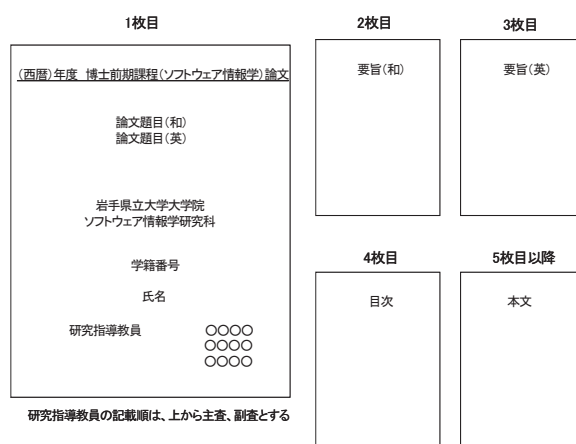 1枚目
(西暦)年度 博士前期課程(ソフトウェア情報学)論文
論文題目(和)
論文題目(英)
岩手県立大学大学院
ソフトウェア情報学研究科
学籍番号
氏名
研究指導教員 ○○○○
○○○○
○○○○
研究指導教員の記載順は、上から主査、副査とする
2枚目
要旨(和)
3枚目
要旨(英)
4枚目
目次
5枚目以降
本文